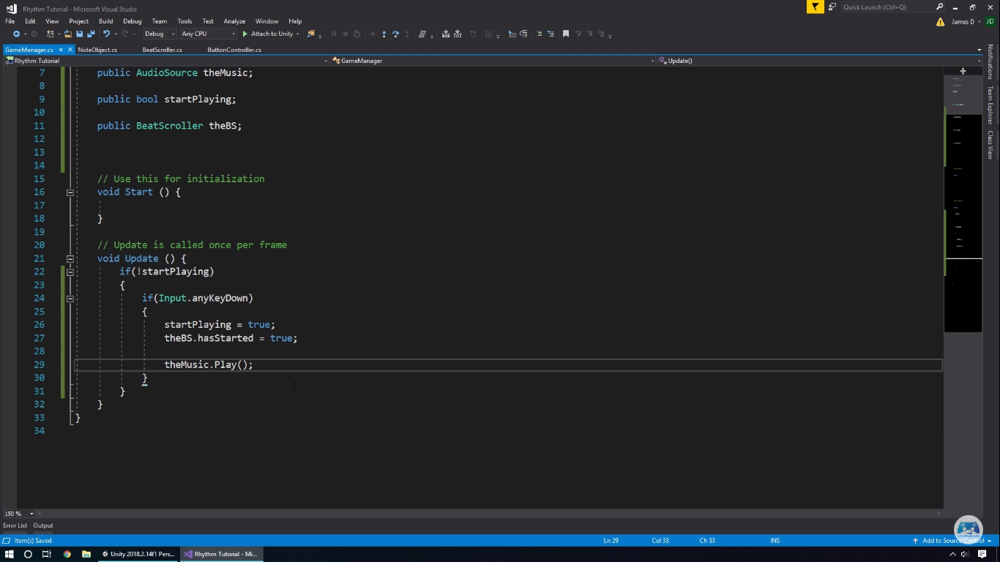 Rhythm Tutorial - Microsoft Visual Studio
Quick Launch (Ctrl+Q)
File Edit View Project Build Debug Team Tools Test Analyze Window Help
James D JD
Debug Any CPU Attach to Unity
GameManager.cs NoteObject.cs BeatScroller.cs ButtonController.cs
Rhythm Tutorial GameManager Update()
Notifications
Team Explorer
Class View
7 public AudioSource theMusic;
8
9 public bool startPlaying;
10
11 public BeatScroller theBS;
12
13
14
15 // Use this for initialization
16 void Start () {
17
18 }
19
20 // Update is called once per frame
21 void Update () {
22 if(!startPlaying)
23 {
24 if(Input.anyKeyDown)
25 {
26 startPlaying = true;
27 theBS.hasStarted = true;
28
29 theMusic.Play();
30 }
31 }
32 }
33 }
34
150 %
Error List Output
Item(s) Saved Ln 29 Col 33 Ch 33 INS Add to Source Control
Unity 2018.2.14f1 Pers... Rhythm Tutorial - Mi...